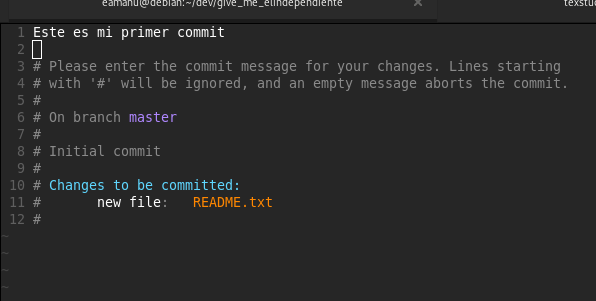 eamanu@debian:~/dev/give_me_elindependiente × texstu
1 Este es mi primer commit
2
3 # Please enter the commit message for your changes. Lines starting
4 # with '#' will be ignored, and an empty message aborts the commit.
5 #
6 # On branch master
7 #
8 # Initial commit
9 #
10 # Changes to be committed:
11 # new file: README.txt
12 #
~
~
~
~